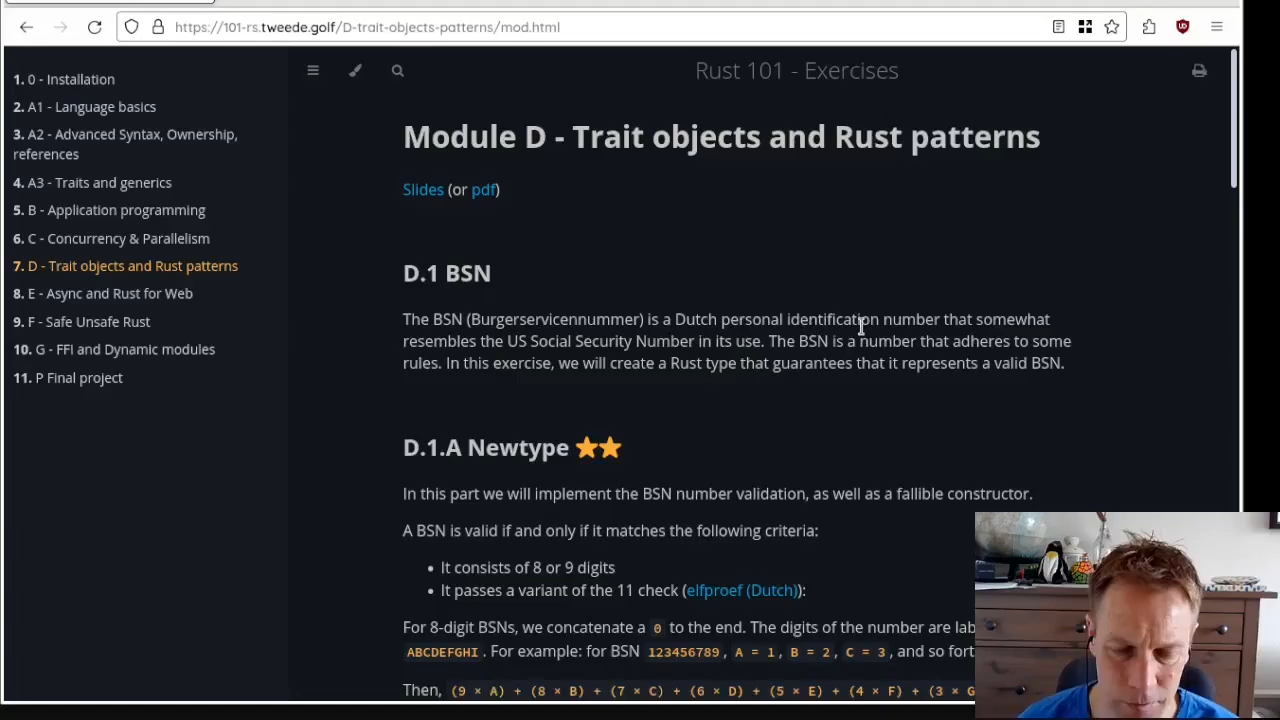 https://101-rs.tweede.golf/D-trait-objects-patterns/mod.html
1. 0 - Installation
2. A1 - Language basics
3. A2 - Advanced Syntax, Ownership,
references
4. A3 - Traits and generics
5. B - Application programming
6. C - Concurrency & Parallelism
7. D - Trait objects and Rust patterns
8. E - Async and Rust for Web
9. F - Safe Unsafe Rust
10. G - FFI and Dynamic modules
11. P Final project
Rust 101 - Exercises
Module D - Trait objects and Rust patterns
Slides (or pdf)
D.1 BSN
The BSN (Burgerservicennummer) is a Dutch personal identification number that somewhat
resembles the US Social Security Number in its use. The BSN is a number that adheres to some
rules. In this exercise, we will create a Rust type that guarantees that it represents a valid BSN.
D.1.A Newtype ⭐⭐
In this part we will implement the BSN number validation, as well as a fallible constructor.
A BSN is valid if and only if it matches the following criteria:
• It consists of 8 or 9 digits
• It passes a variant of the 11 check (elfproef (Dutch)):
For 8-digit BSNs, we concatenate a 0 to the end. The digits of the number are lab
ABCDEFGHI. For example: for BSN 123456789, A = 1, B = 2, C = 3, and so fort
Then, (9 × A) + (8 × B) + (7 × C) + (6 × D) + (5 × E) + (4 × F) + (3 × G